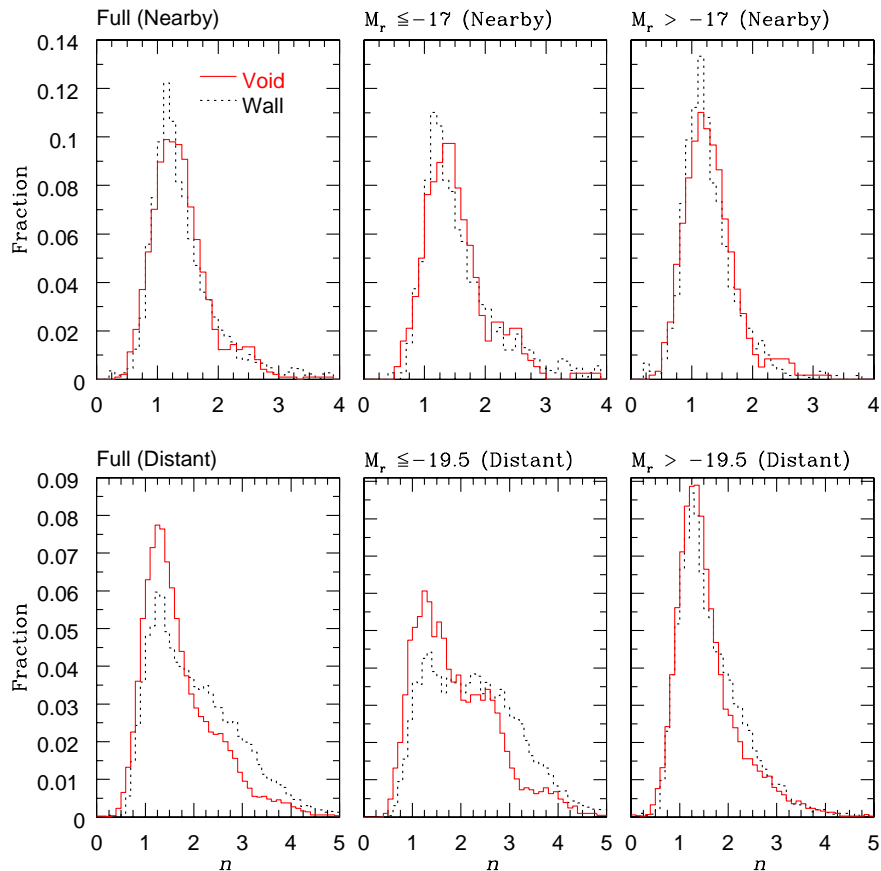 Full (Nearby)
M_r ≦−17 (Nearby)
M_r > −17 (Nearby)
Void
Wall
Fraction
0.14
0.12
0.1
0.08
0.06
0.04
0.02
0
0 1 2 3 4
0 1 2 3 4
0 1 2 3 4
Full (Distant)
M_r ≦−19.5 (Distant)
M_r > −19.5 (Distant)
Fraction
0.09
0.08
0.07
0.06
0.05
0.04
0.03
0.02
0.01
0
0 1 2 3 4 5
0 1 2 3 4 5
0 1 2 3 4 5
n
n
n